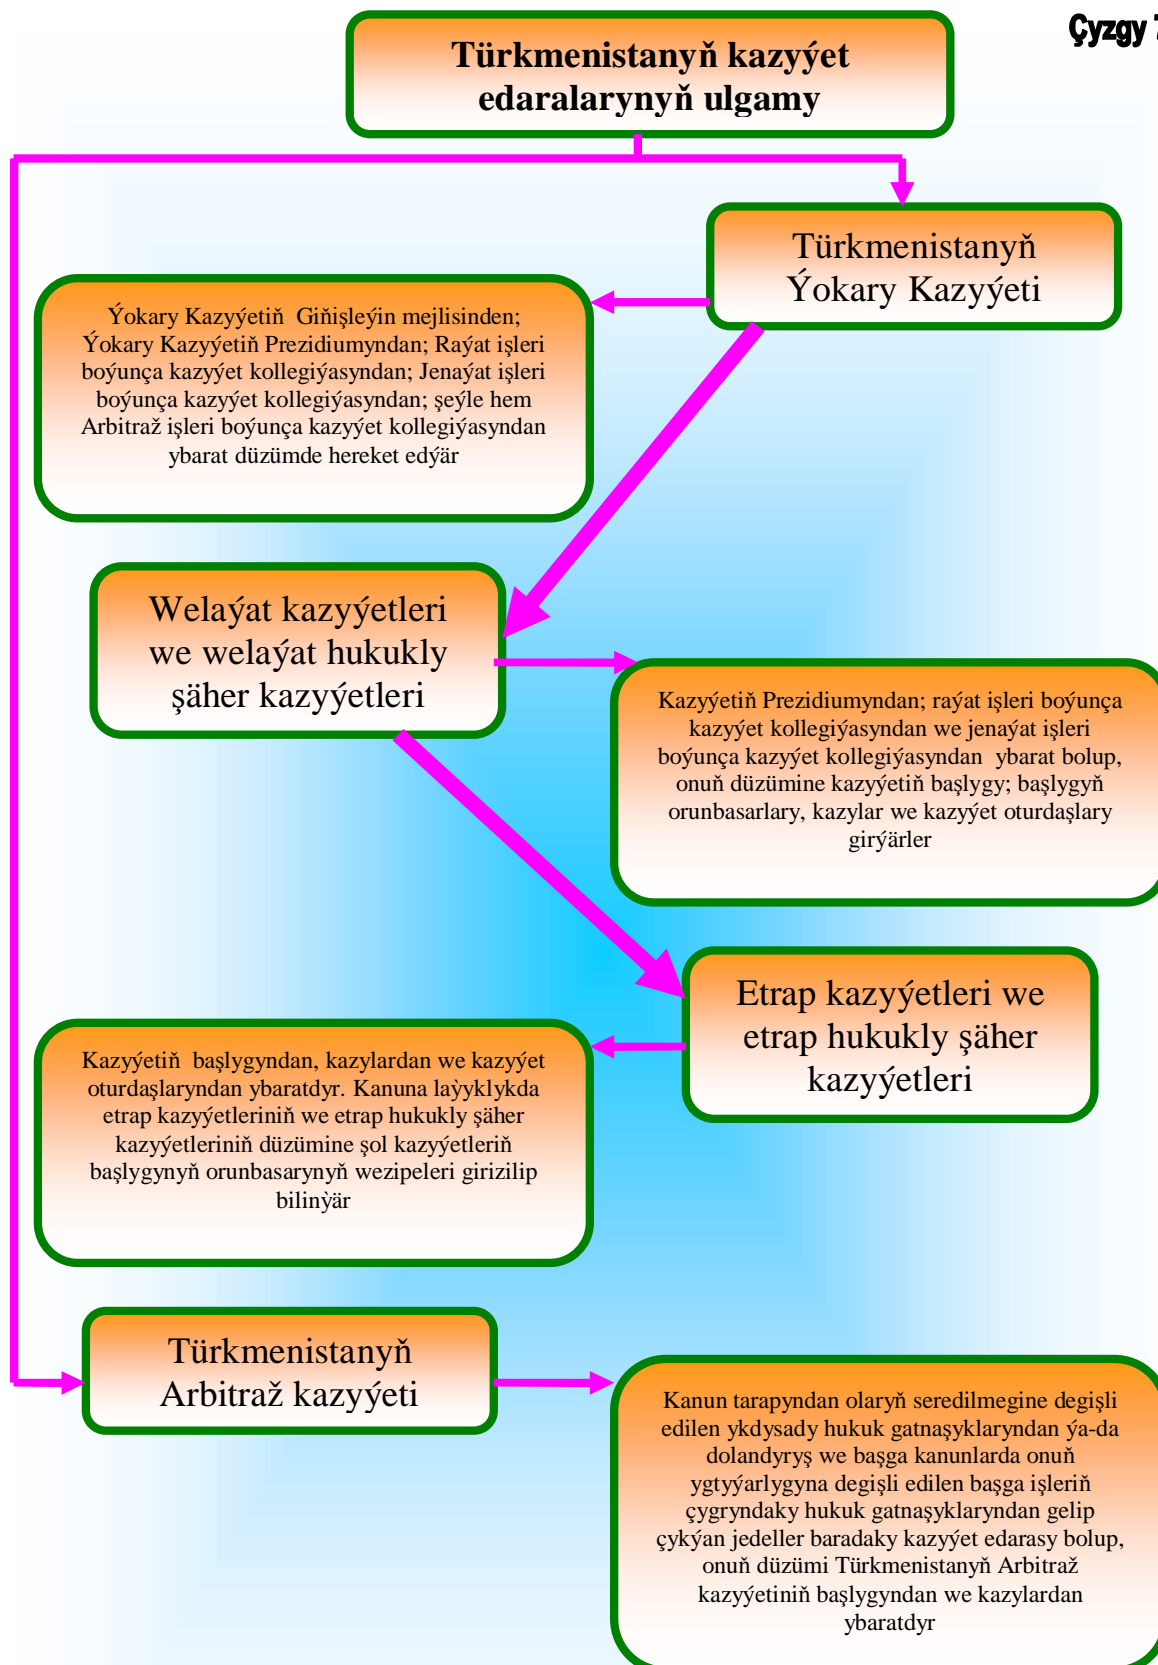 Çyzgy 7
Türkmenistanyň kazyýet
edaralarynyň ulgamy
Türkmenistanyň
Ýokary Kazyýeti
Ýokary Kazyýetiň Giňişleýin mejlisinden;
Ýokary Kazyýetiň Prezidiumyndan; Raýat işleri
boýunça kazyýet kollegiýasyndan; Jenaýat işleri
boýunça kazyýet kollegiýasyndan; şeýle hem
Arbitraž işleri boýunça kazyýet kollegiýasyndan
ybarat düzümde hereket edýär
Welaýat kazyýetleri
we welaýat hukukly
şäher kazyýetleri
Kazyýetiň Prezidiumyndan; raýat işleri boýunça
kazyýet kollegiýasyndan we jenaýat işleri
boýunça kazyýet kollegiýasyndan ybarat bolup,
onuň düzümine kazyýetiň başlygy; başlygyň
orunbasarlary, kazylar we kazyýet oturdaşlary
girýärler
Etrap kazyýetleri we
etrap hukukly şäher
kazyýetleri
Kazyýetiň başlygyndan, kazylardan we kazyýet
oturdaşlaryndan ybaratdyr. Kanuna laỳyklykda
etrap kazyýetleriniň we etrap hukukly şäher
kazyýetleriniň düzümine şol kazyýetleriň
başlygynyň orunbasarynyň wezipeleri girizilip
bilinỳär
Türkmenistanyň
Arbitraž kazyýeti
Kanun tarapyndan olaryň seredilmegine degişli
edilen ykdysady hukuk gatnaşyklaryndan ýa-da
dolandyryş we başga kanunlarda onuň
ygtyýarlygyna degişli edilen başga işleriň
çygryndaky hukuk gatnaşyklaryndan gelip
çykýan jedeller baradaky kazyýet edarasy bolup,
onuň düzümi Türkmenistanyň Arbitraž
kazyýetiniň başlygyndan we kazylardan
ybaratdyr